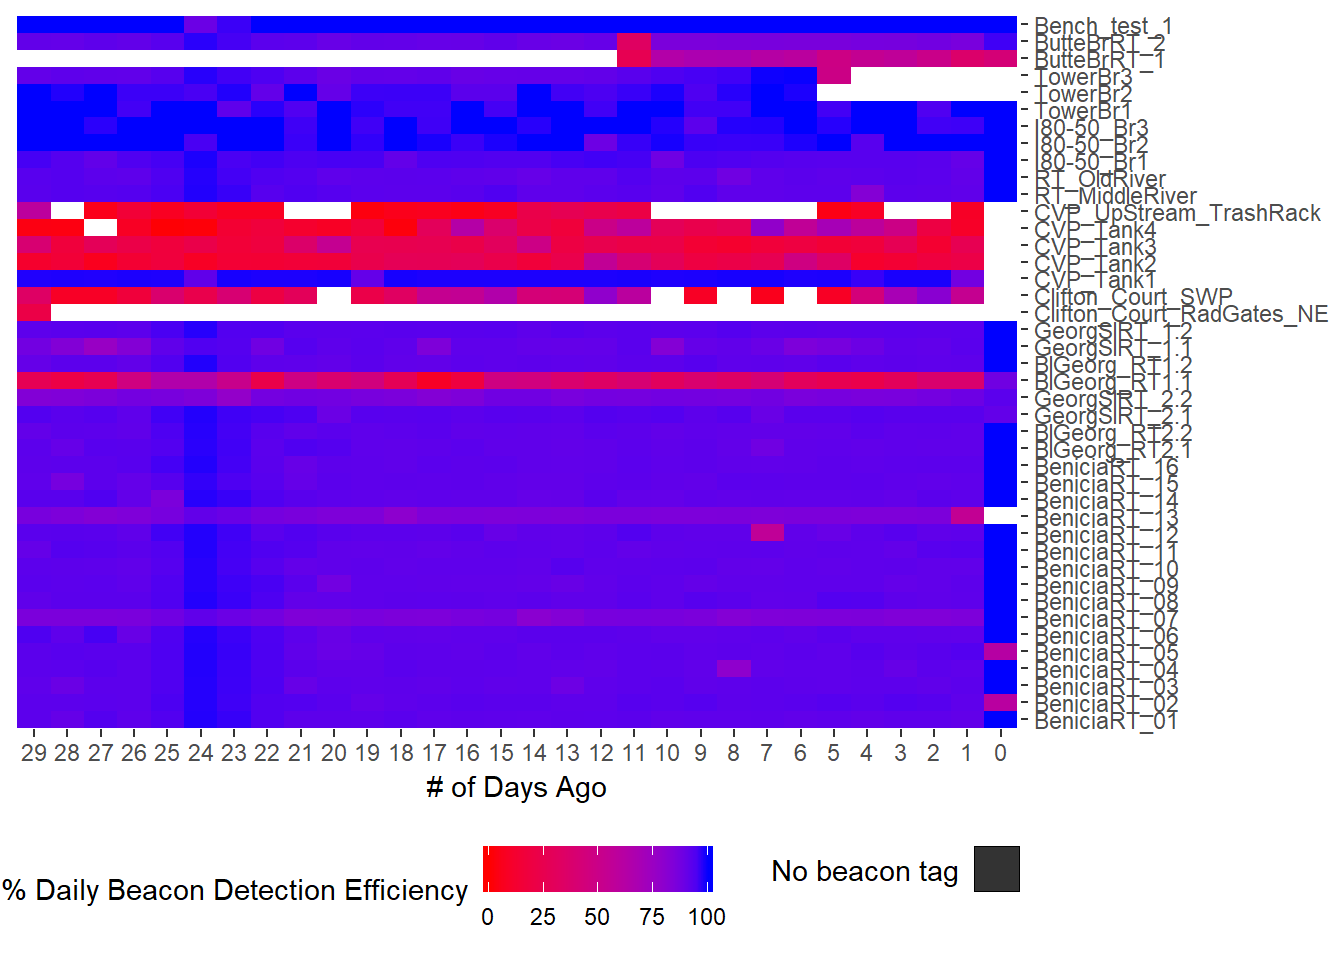 Bench_test_1
ButteBrRT_2
ButteBrRT_1
TowerBr3
TowerBr2
TowerBr1
I80-50_Br3
I80-50_Br2
I80-50_Br1
RT_OldRiver
RT_MiddleRiver
CVP_UpStream_TrashRack
CVP_Tank4
CVP_Tank3
CVP_Tank2
CVP_Tank1
Clifton_Court_SWP
Clifton_Court_RadGates_NE
GeorgSlRT_1.2
GeorgSlRT_1.1
BlGeorg_RT1.2
BlGeorg_RT1.1
GeorgSlRT_2.2
GeorgSlRT_2.1
BlGeorg_RT2.2
BlGeorg_RT2.1
BeniciaRT_16
BeniciaRT_15
BeniciaRT_14
BeniciaRT_13
BeniciaRT_12
BeniciaRT_11
BeniciaRT_10
BeniciaRT_09
BeniciaRT_08
BeniciaRT_07
BeniciaRT_06
BeniciaRT_05
BeniciaRT_04
BeniciaRT_03
BeniciaRT_02
BeniciaRT_01
29 28 27 26 25 24 23 22 21 20 19 18 17 16 15 14 13 12 11 10 9 8 7 6 5 4 3 2 1 0
# of Days Ago
% Daily Beacon Detection Efficiency
0 25 50 75 100
No beacon tag